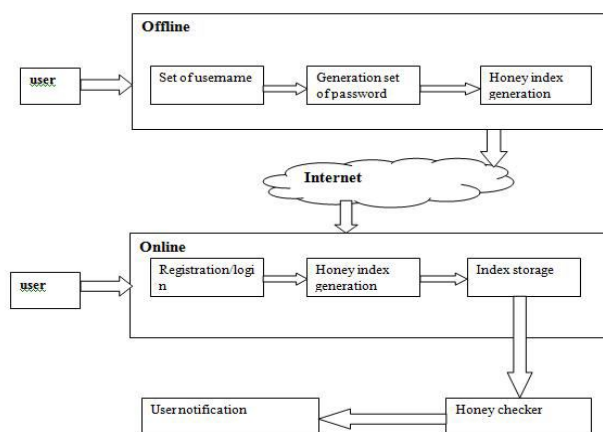 Offline
user
Set of username
Generation set
of password
Honey index
generation
Internet
Online
user
Registration/logi
n
Honey index
generation
Index storage
User notification
Honey checker